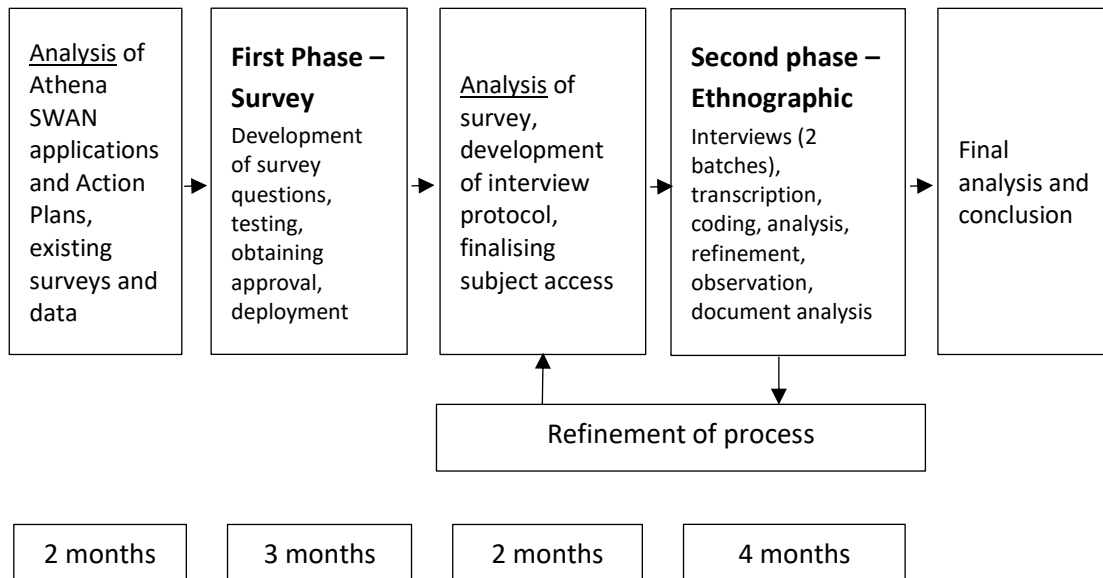 Analysis of
Athena
SWAN
applications
and Action
Plans,
existing
surveys and
data
First Phase –
Survey
Development
of survey
questions,
testing,
obtaining
approval,
deployment
Analysis of
survey,
development
of interview
protocol,
finalising
subject access
Second phase –
Ethnographic
Interviews (2
batches),
transcription,
coding, analysis,
refinement,
observation,
document analysis
Final
analysis and
conclusion
Refinement of process
2 months
3 months
2 months
4 months